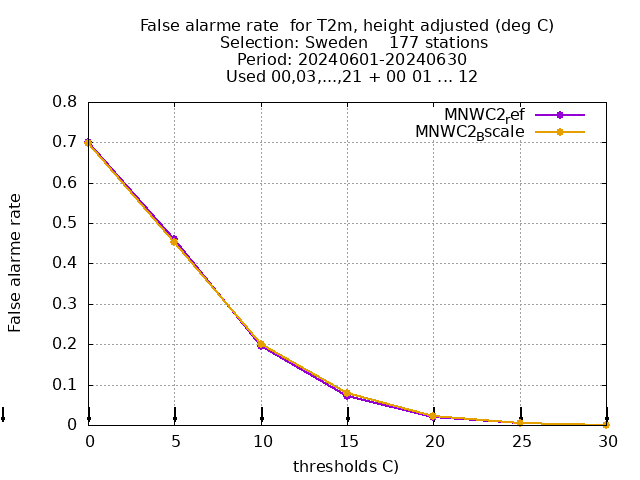 False alarme rate  for T2m, height adjusted (deg C)
Selection: Sweden    177 stations
Period: 20240601-20240630
Used 00,03,...,21 + 00 01 ... 12
MNWC2ref
MNWC2Bscale
False alarme rate
0.8
0.7
0.6
0.5
0.4
0.3
0.2
0.1
0
0 5 10 15 20 25 30
thresholds C)